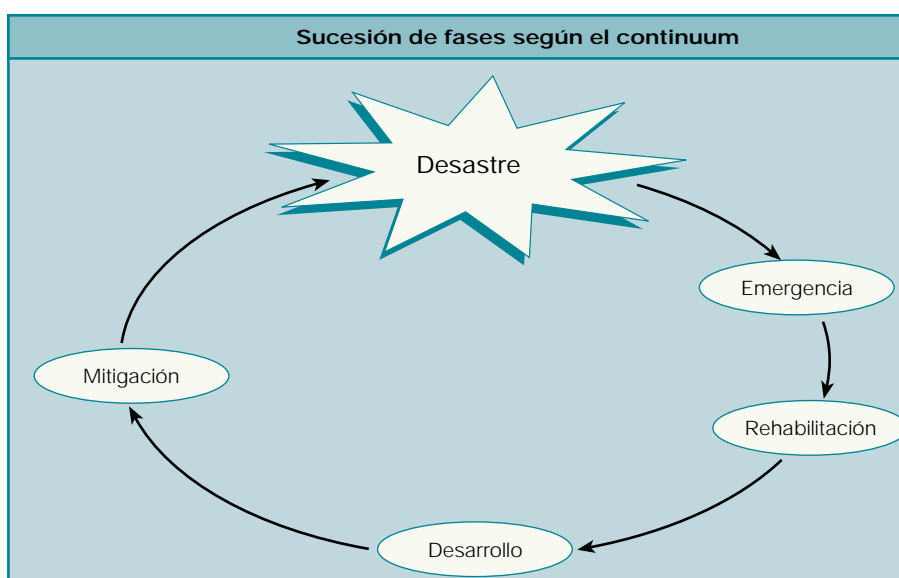 Sucesión de fases según el continuum
Desastre
Emergencia
Rehabilitación
Desarrollo
Mitigación